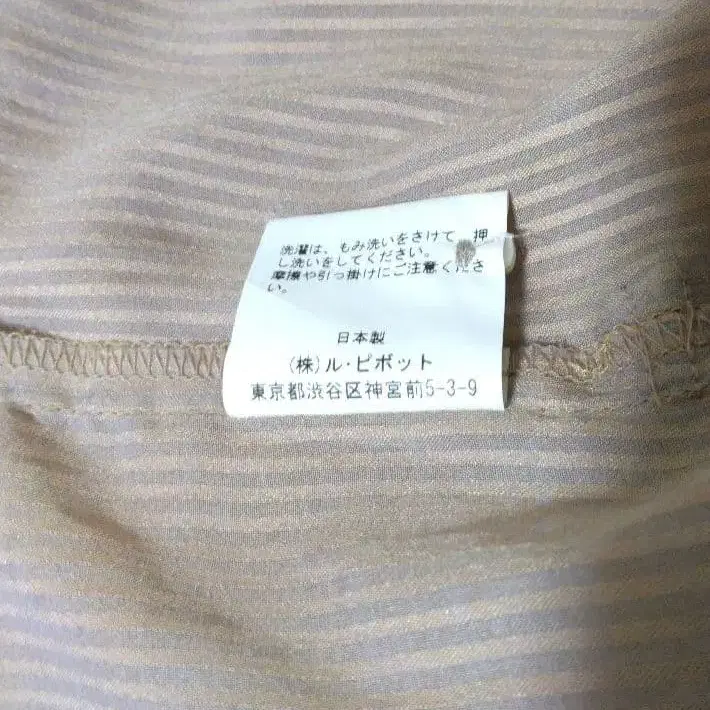 洗濯は、もみ洗いをさけて、押
し洗いをしてください。
摩擦や引っ掛けにご注意くださ
い。
日本製
(株)ル・ピボット
東京都渋谷区神宮前5-3-9